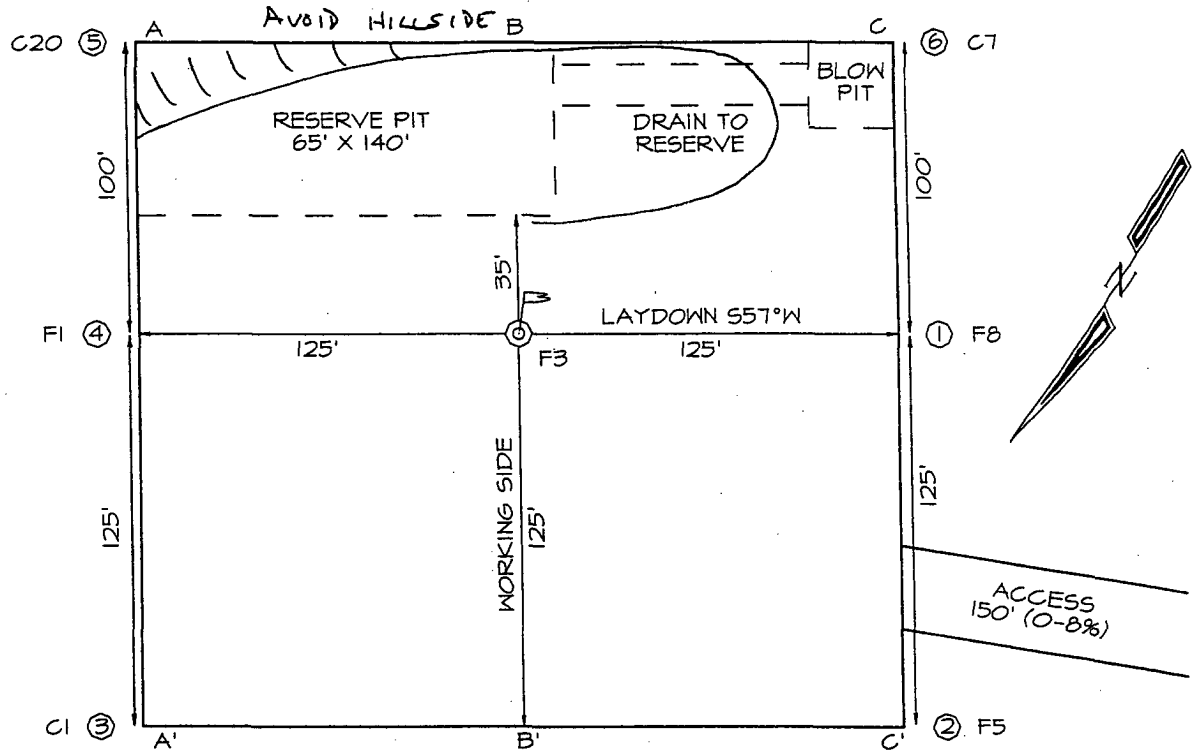 AVOID HILLSIDE
A
B
C
C20 ⑤
⑥ C7
BLOW
PIT
RESERVE PIT
65' X 140'
DRAIN TO
RESERVE
100'
100'
35'
N
LAYDOWN S57°W
F1 ④
125'
125'
① F8
F3
WORKING SIDE
125'
125'
125'
ACCESS
150' (0-8%)
C1 ③
② F5
A'
B'
C'